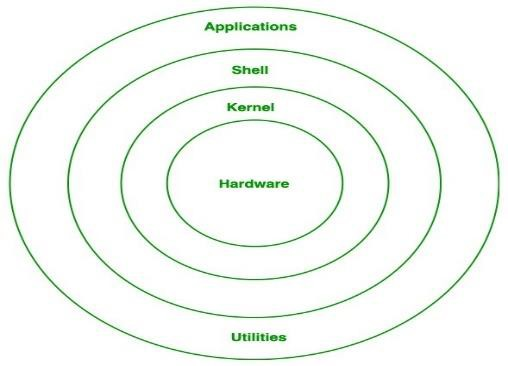 Applications
Shell
Kernel
Hardware
Utilities